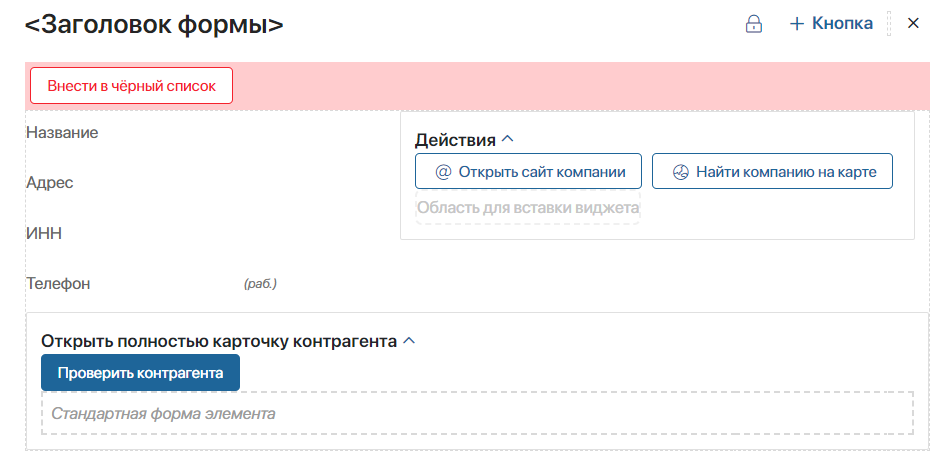 <Заголовок формы>
+ Кнопка
Внести в чёрный список
Название
Адрес
ИНН
Телефон (раб.)
Действия
@ Открыть сайт компании
Найти компанию на карте
Область для вставки виджета
Открыть полностью карточку контрагента
Проверить контрагента
Стандартная форма элемента